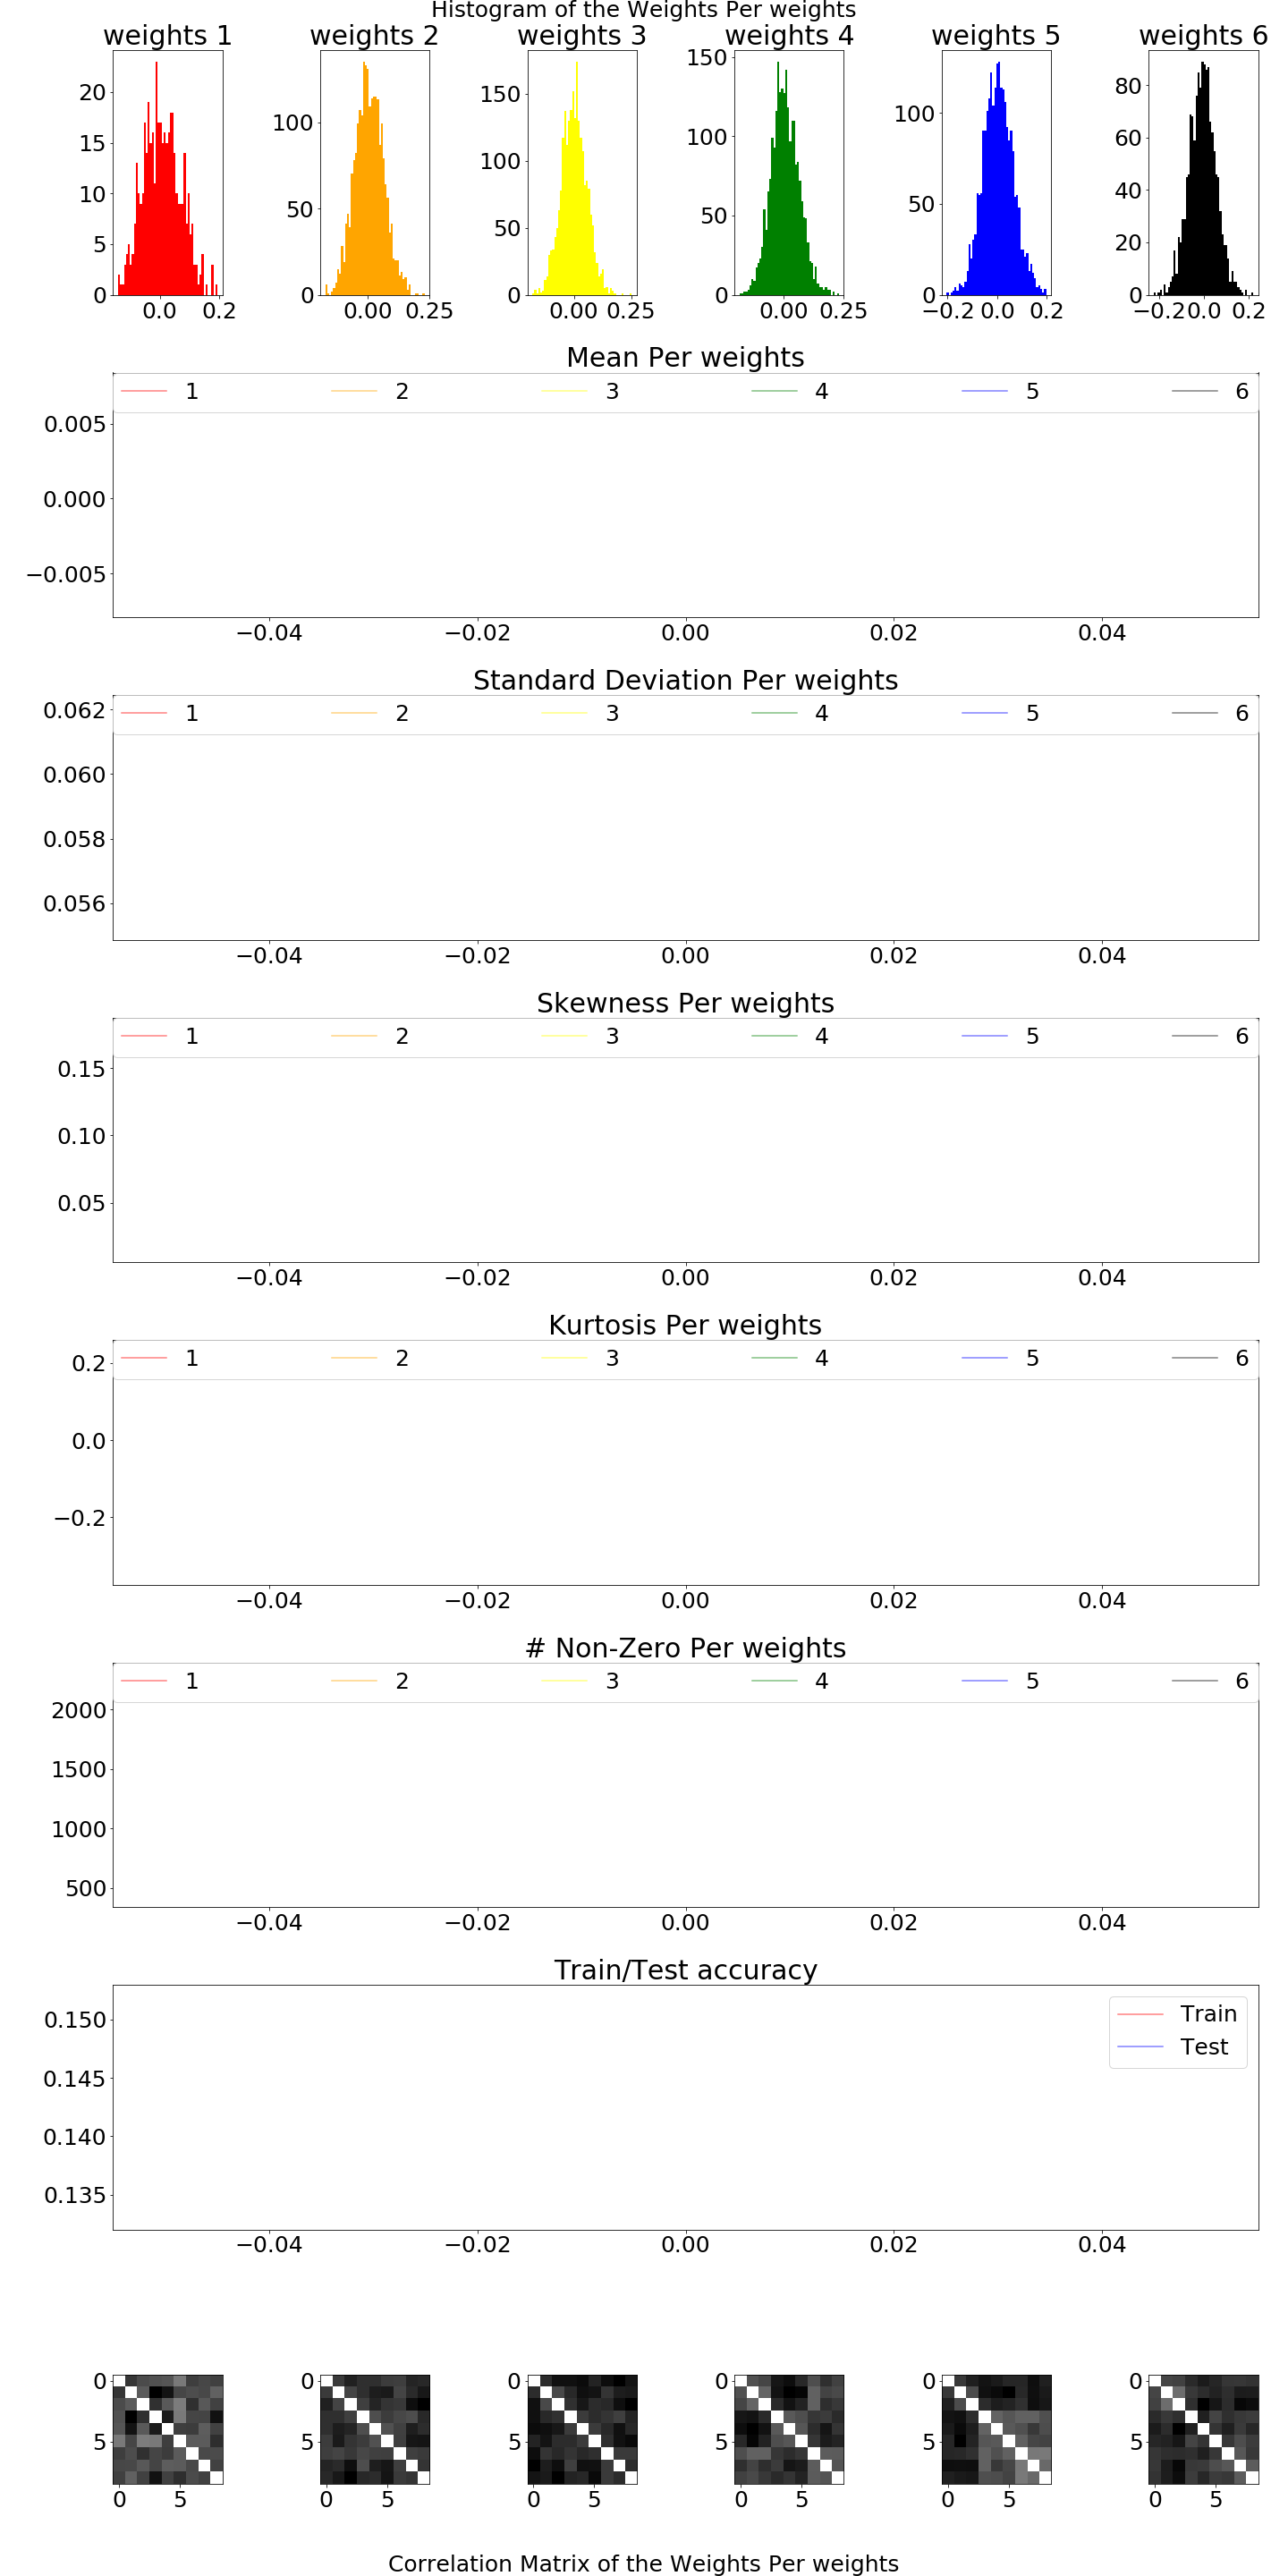 Histogram of the Weights Per weights
weights 1 weights 2 weights 3 weights 4 weights 5 weights 6
20 15 10 5 0 0.0 0.2
100 50 0 0.00 0.25
150 100 50 0 0.00 0.25
150 100 50 0 0.00 0.25
100 50 0 −0.2 0.0 0.2
80 60 40 20 0 −0.2 0.0 0.2
Mean Per weights
1 2 3 4 5 6
0.005
0.000
−0.005
−0.04 −0.02 0.00 0.02 0.04
Standard Deviation Per weights
1 2 3 4 5 6
0.062
0.060
0.058
0.056
−0.04 −0.02 0.00 0.02 0.04
Skewness Per weights
1 2 3 4 5 6
0.15
0.10
0.05
−0.04 −0.02 0.00 0.02 0.04
Kurtosis Per weights
1 2 3 4 5 6
0.2
0.0
−0.2
−0.04 −0.02 0.00 0.02 0.04
# Non-Zero Per weights
1 2 3 4 5 6
2000
1500
1000
500
−0.04 −0.02 0.00 0.02 0.04
Train/Test accuracy
Train
Test
0.150
0.145
0.140
0.135
−0.04 −0.02 0.00 0.02 0.04
0 0 0 0 0 0
5 5 5 5 5 5
0 5 0 5 0 5 0 5 0 5 0 5
Correlation Matrix of the Weights Per weights